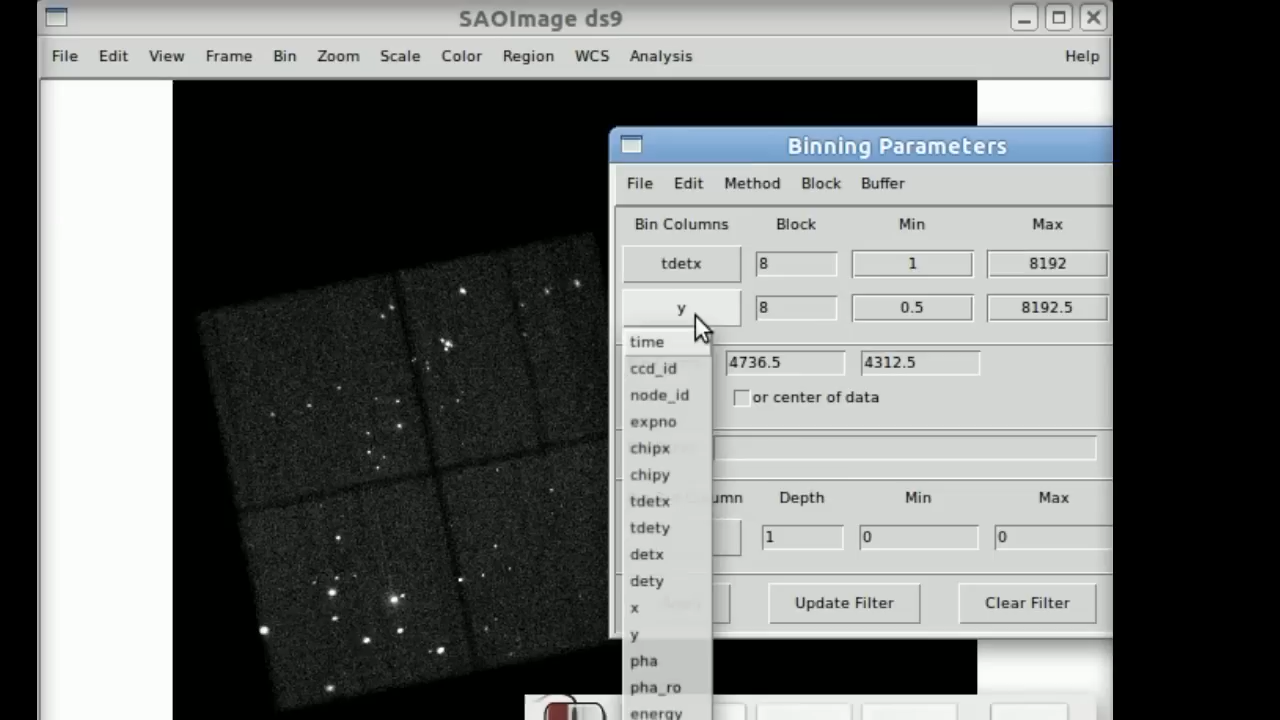 SAOImage ds9
File Edit View Frame Bin Zoom Scale Color Region WCS Analysis Help
Binning Parameters
File Edit Method Block Buffer
Bin Columns Block Min Max
tdetx 8 1 8192
y 8 0.5 8192.5
time
4736.5 4312.5
ccd_id
node_id
or center of data
expno
chipx
chipy
tdetx
Depth Min Max
tdety
1 0 0
detx
dety
Update Filter Clear Filter
x
y
pha
pha_ro
energy